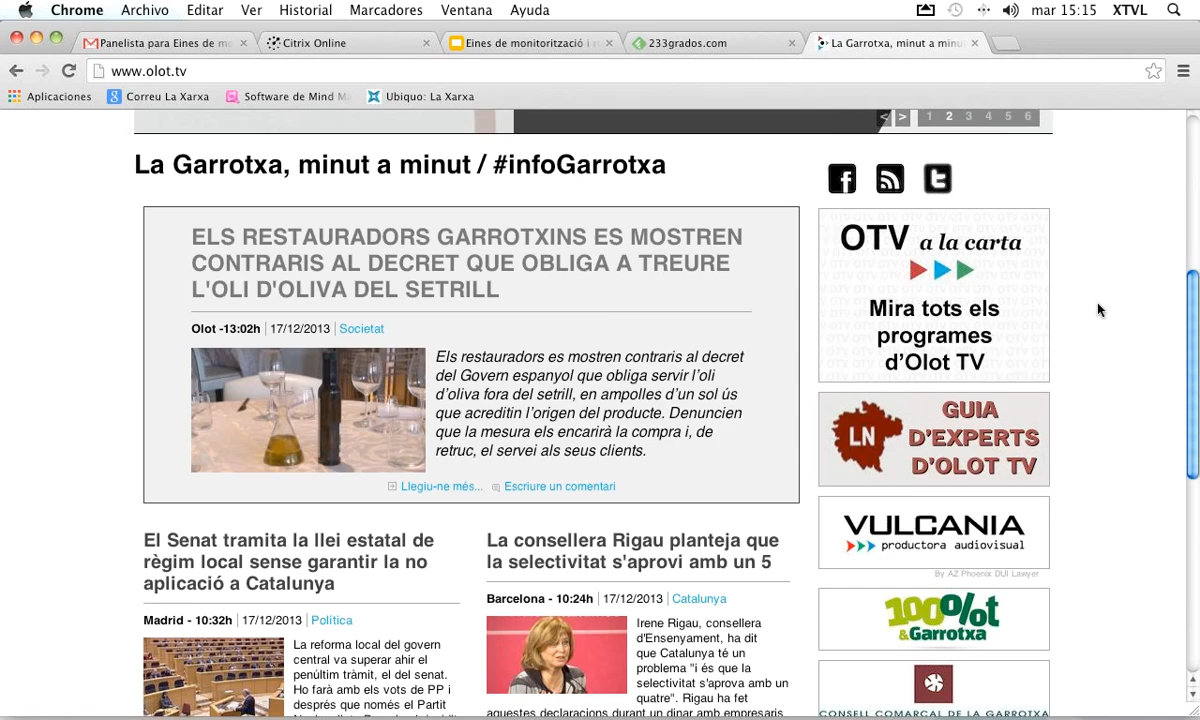 Chrome Archivo Editar Ver Historial Marcadores Ventana Ayuda mar 15:15 XTVL
Panelista para Eines de mo
Citrix Online
Eines de monitorització i
233grados.com
La Garrotxa, minut a minu
www.olot.tv
Aplicaciones
Correu La Xarxa
Software de Mind Ma
Ubiquo: La Xarxa
< > 1 2 3 4 5 6
La Garrotxa, minut a minut / #infoGarrotxa
ELS RESTAURADORS GARROTXINS ES MOSTREN
CONTRARIS AL DECRET QUE OBLIGA A TREURE
L'OLI D'OLIVA DEL SETRILL
Olot -13:02h | 17/12/2013 | Societat
Els restauradors es mostren contraris al decret
del Govern espanyol que obliga servir l'oli
d'oliva fora del setrill, en ampolles d'un sol ús
que acreditin l'origen del producte. Denuncien
que la mesura els encarirà la compra i, de
retruc, el servei als seus clients.
Llegiu-ne més... Escriure un comentari
El Senat tramita la llei estatal de
règim local sense garantir la no
aplicació a Catalunya
Madrid - 10:32h | 17/12/2013 | Política
La reforma local del govern
central va superar ahir el
penúltim tràmit, el del senat.
Ho farà amb els vots de PP i
després que només el Partit
La consellera Rigau planteja que
la selectivitat s'aprovi amb un 5
Barcelona - 10:24h | 17/12/2013 | Catalunya
Irene Rigau, consellera
d'Ensenyament, ha dit
que Catalunya té un
problema "i és que la
selectivitat s'aprova amb un
quatre". Rigau ha fet
aquestes declaracions durant un dinar amb empresaris
OTV a la carta
Mira tots els
programes
d'Olot TV
LN
GUIA
D'EXPERTS
D'OLOT TV
VULCANIA
productora audiovisual
By AZ Phoenix DUI Lawyer
100%lot
&Garrotxa
CONSELL COMARCAL DE LA GARROTXA